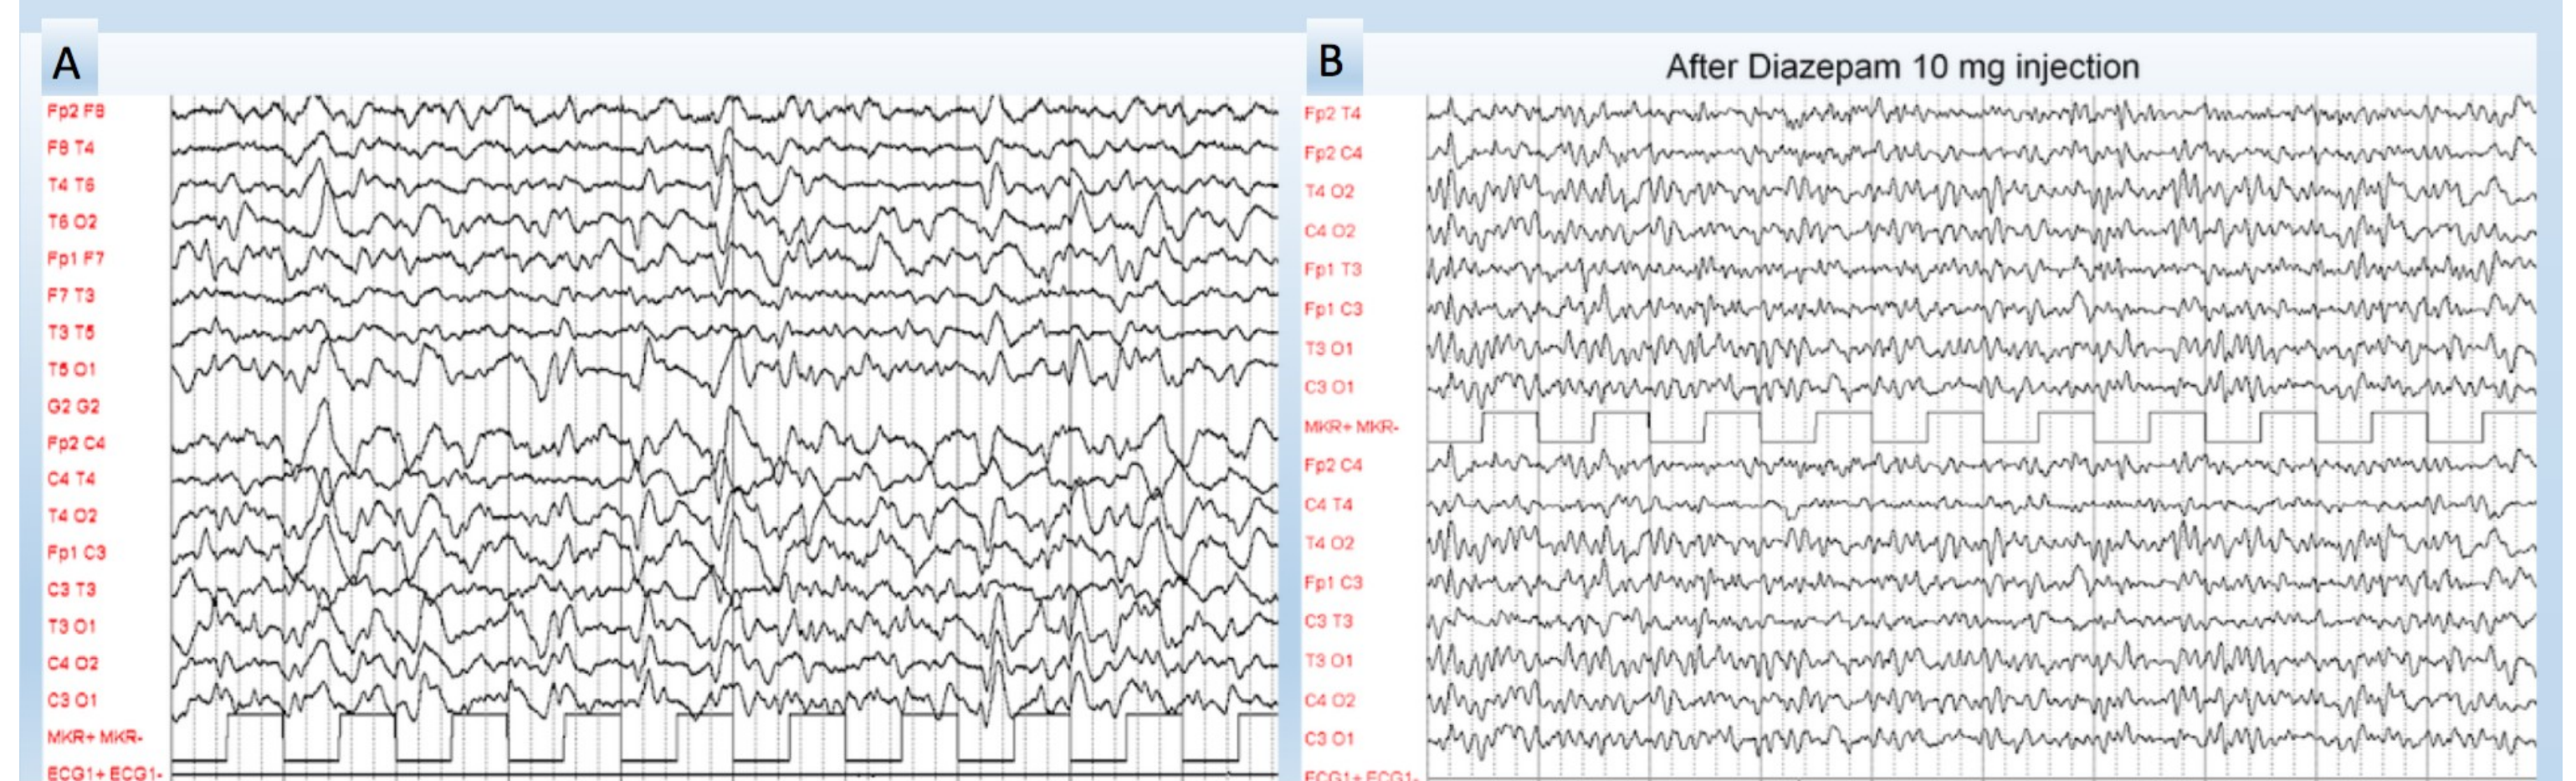 A
Fp2 F8
F8 T4
T4 T6
T6 O2
Fp1 F7
F7 T3
T3 T5
T5 O1
G2 G2
Fp2 C4
C4 T4
T4 O2
Fp1 C3
C3 T3
T3 O1
C4 O2
C3 O1
MKR+ MKR-
ECG1+ ECG1-
B
After Diazepam 10 mg injection
Fp2 T4
Fp2 C4
T4 O2
C4 O2
Fp1 T3
Fp1 C3
T3 O1
C3 O1
MKR+ MKR-
Fp2 C4
C4 T4
T4 O2
Fp1 C3
C3 T3
T3 O1
C4 O2
C3 O1
ECG1+ ECG1-